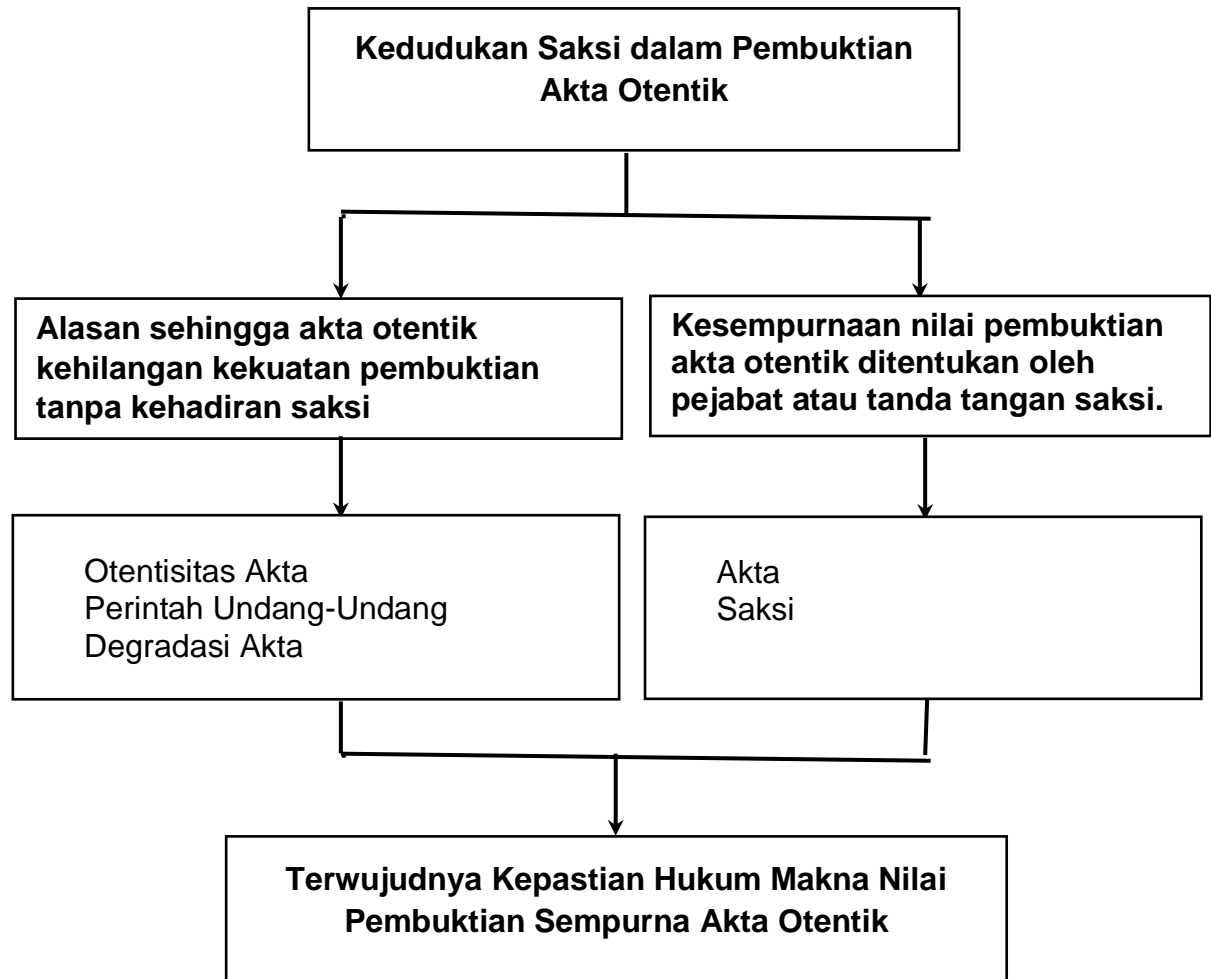 Kedudukan Saksi dalam Pembuktian
Akta Otentik
Alasan sehingga akta otentik
kehilangan kekuatan pembuktian
tanpa kehadiran saksi
Kesempurnaan nilai pembuktian
akta otentik ditentukan oleh
pejabat atau tanda tangan saksi.
Otentisitas Akta
Perintah Undang-Undang
Degradasi Akta
Akta
Saksi
Terwujudnya Kepastian Hukum Makna Nilai
Pembuktian Sempurna Akta Otentik